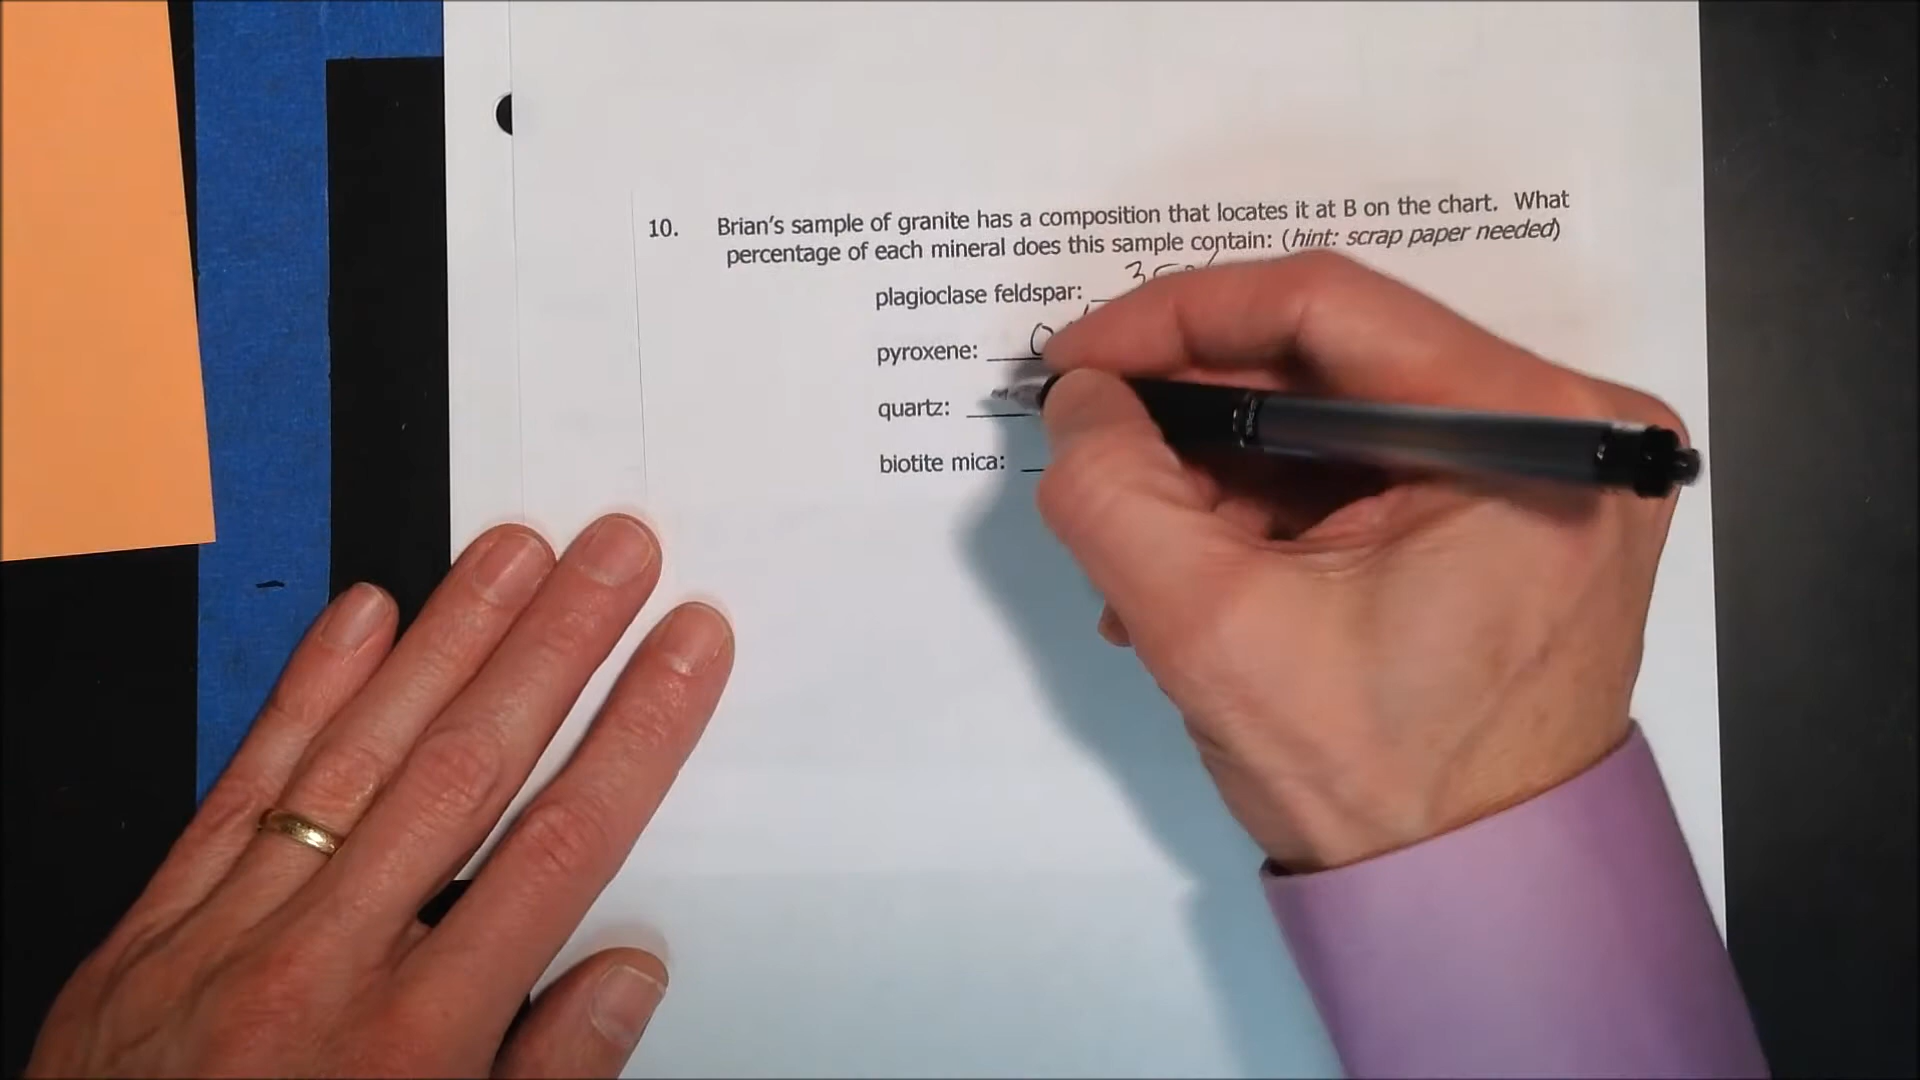 10. Brian's sample of granite has a composition that locates it at B on the chart. What
percentage of each mineral does this sample contain: (hint: scrap paper needed)
plagioclase feldspar:
pyroxene: 0
quartz:
biotite mica: